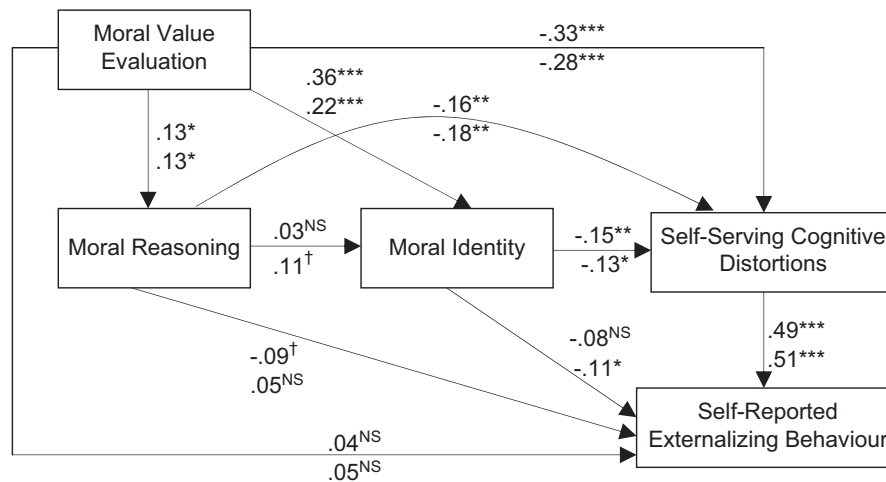 Moral Value
Evaluation
-.33***
-.28***
.36***
.22***
-.16**
-.18**
.13*
.13*
Moral Reasoning
.03NS
.11†
Moral Identity
-.15**
-.13*
Self-Serving Cognitive
Distortions
-.09†
.05NS
-.08NS
-.11*
.49***
.51***
Self-Reported
Externalizing Behaviour
.04NS
.05NS